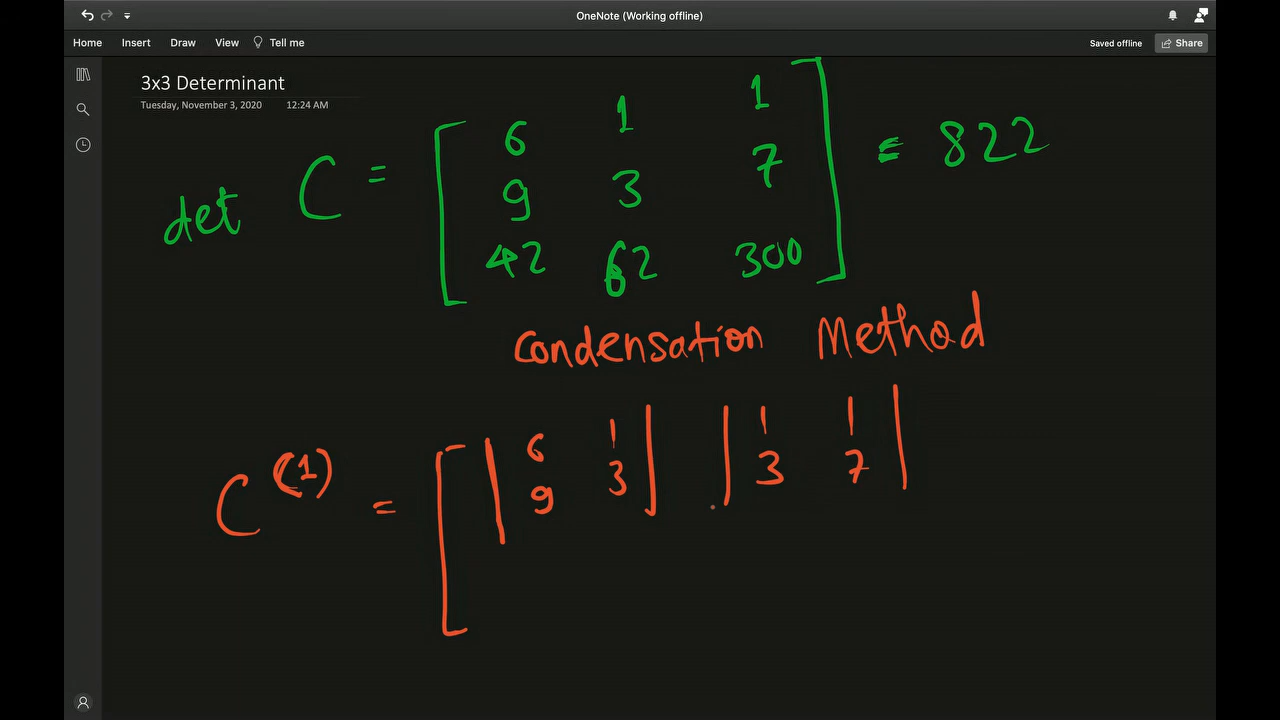 OneNote (Working offline)
Home Insert Draw View Tell me Saved offline Share
3x3 Determinant
Tuesday, November 3, 2020 12:24 AM
6 1 1
det C = 9 3 7 = 822
42 62 300
Condensation Method
6 1 1 1
C (1) = 9 3 3 7